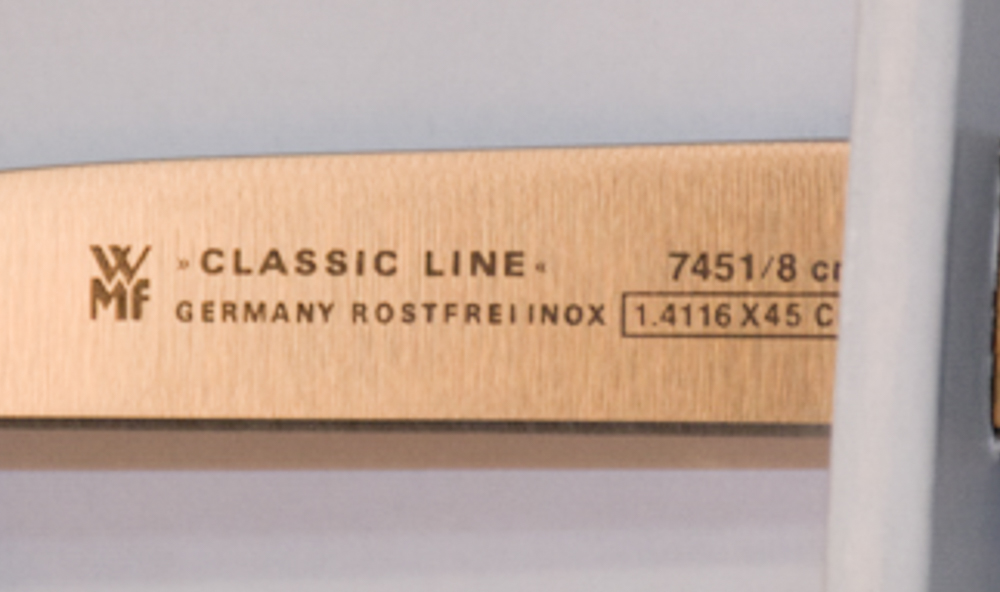 WMF
»CLASSIC LINE«
GERMANY ROSTFREI INOX
7451/8
1.4116 X45 C